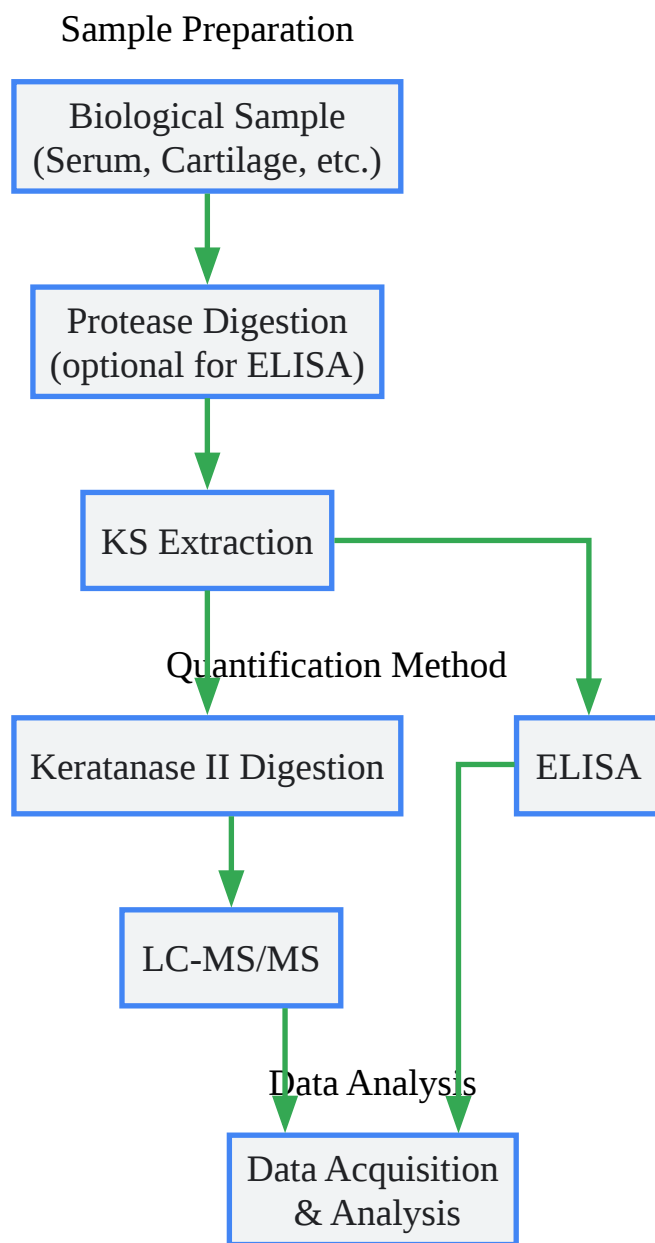 Sample Preparation
Biological Sample
(Serum, Cartilage, etc.)
Protease Digestion
(optional for ELISA)
KS Extraction
Quantification Method
Keratanase II Digestion
ELISA
LC-MS/MS
Data Analysis
Data Acquisition
& Analysis